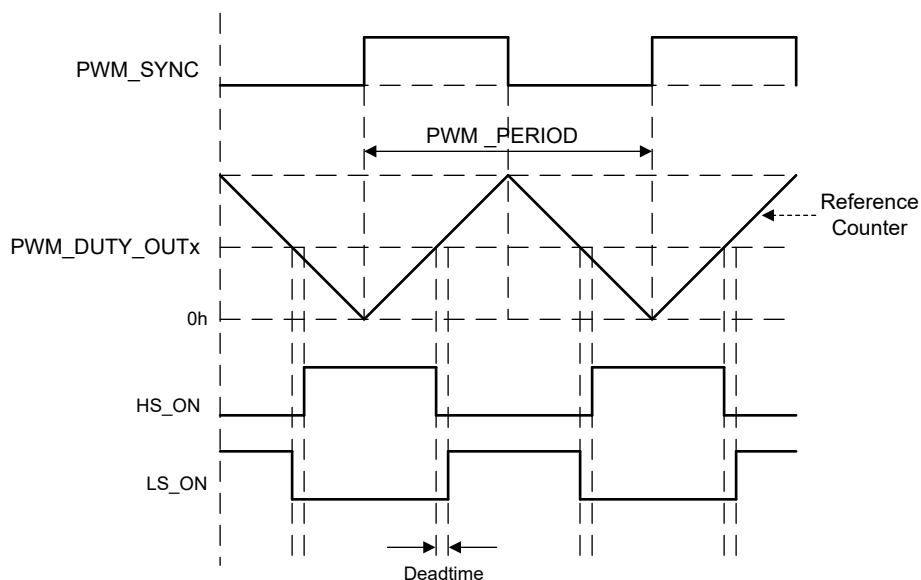 PWM_SYNC
PWM _PERIOD
Reference
Counter
PWM_DUTY_OUTx
0h
HS_ON
LS_ON
Deadtime